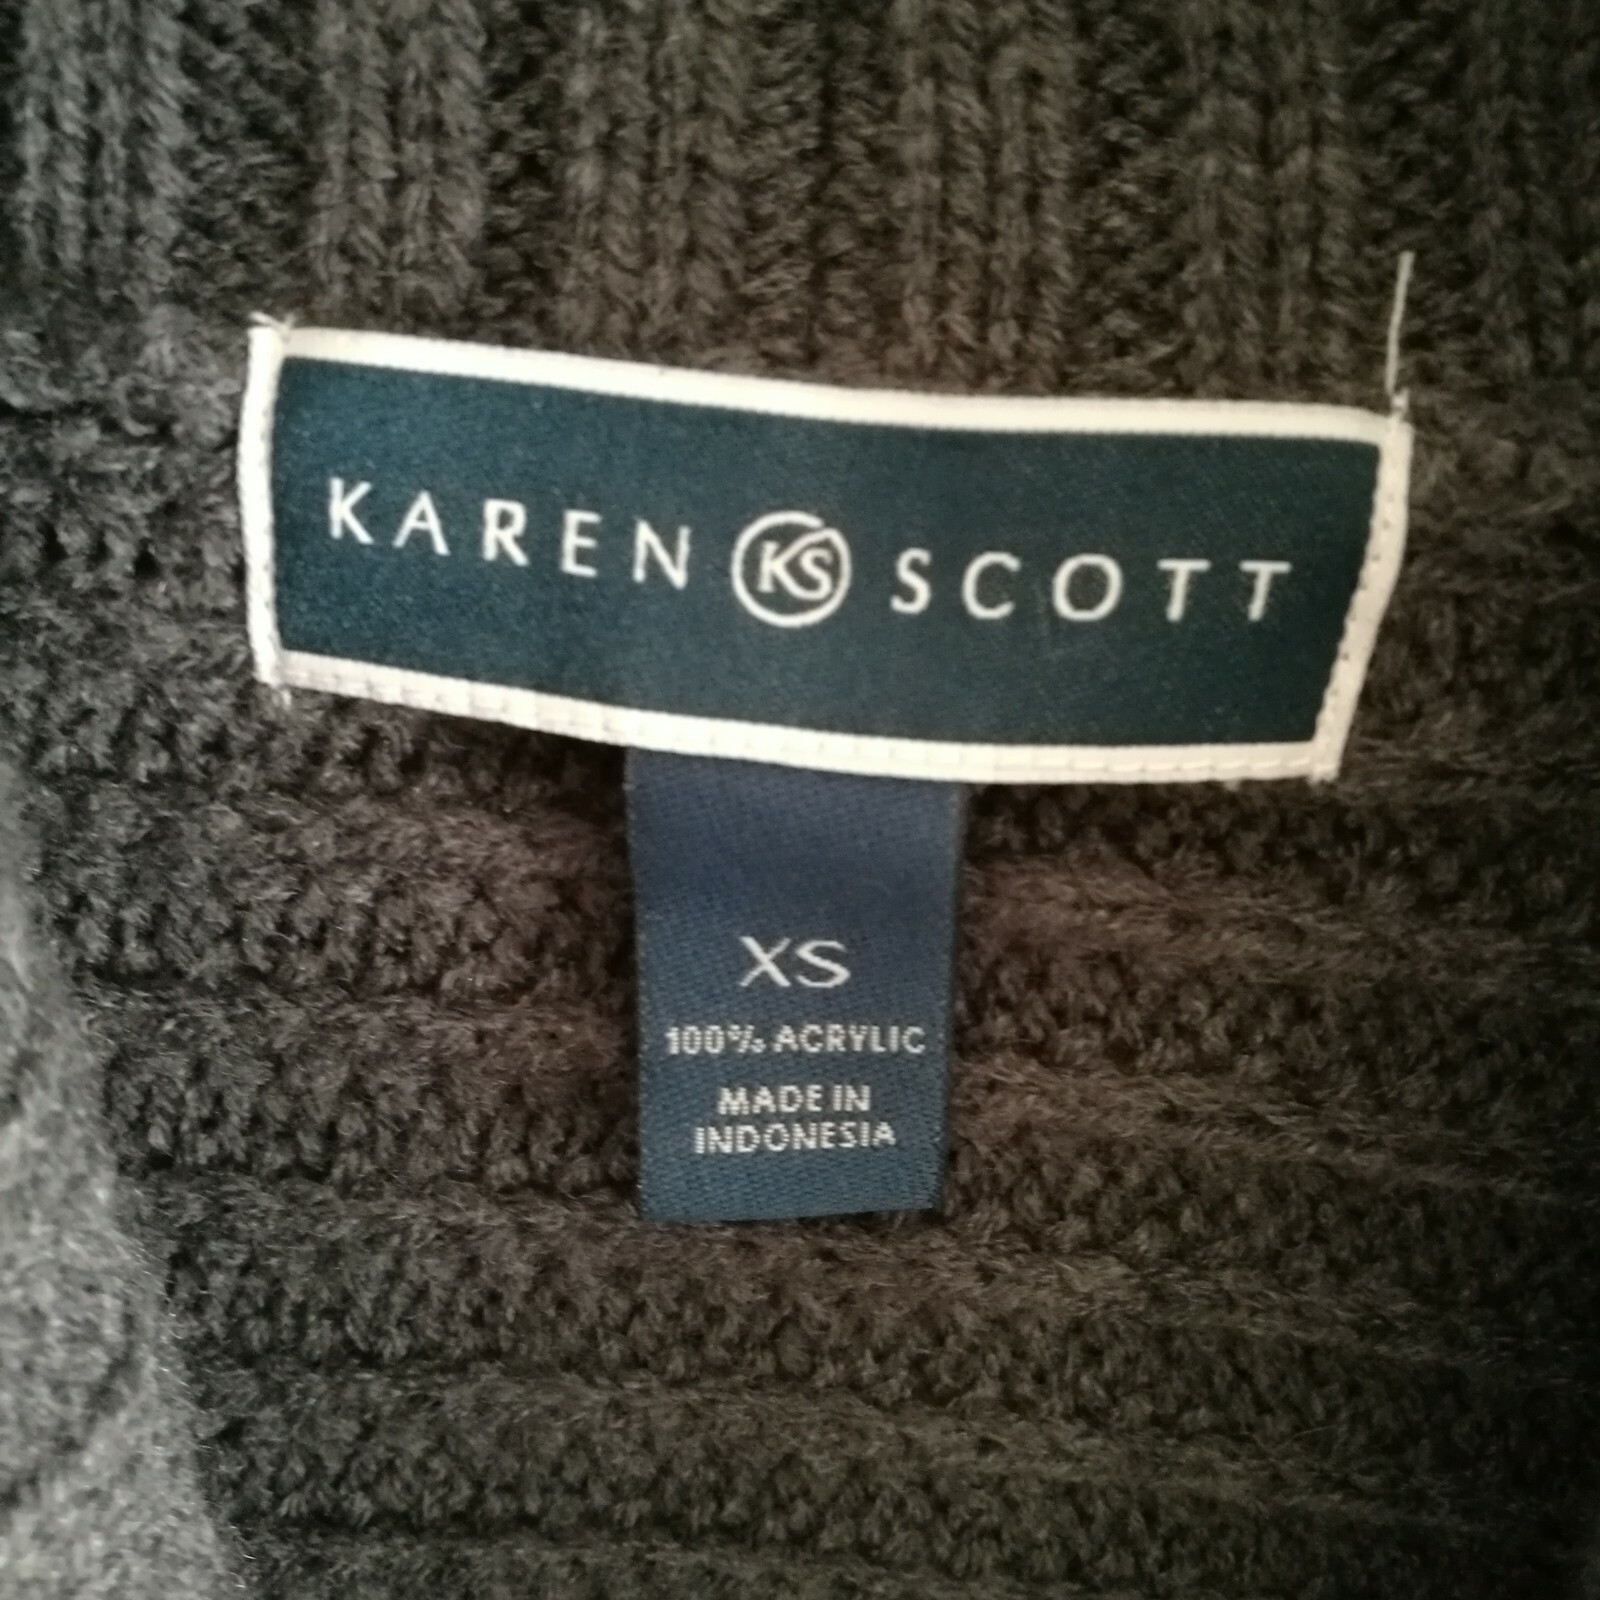 KAREN KS SCOTT
XS
100% ACRYLIC
MADE IN
INDONESIA